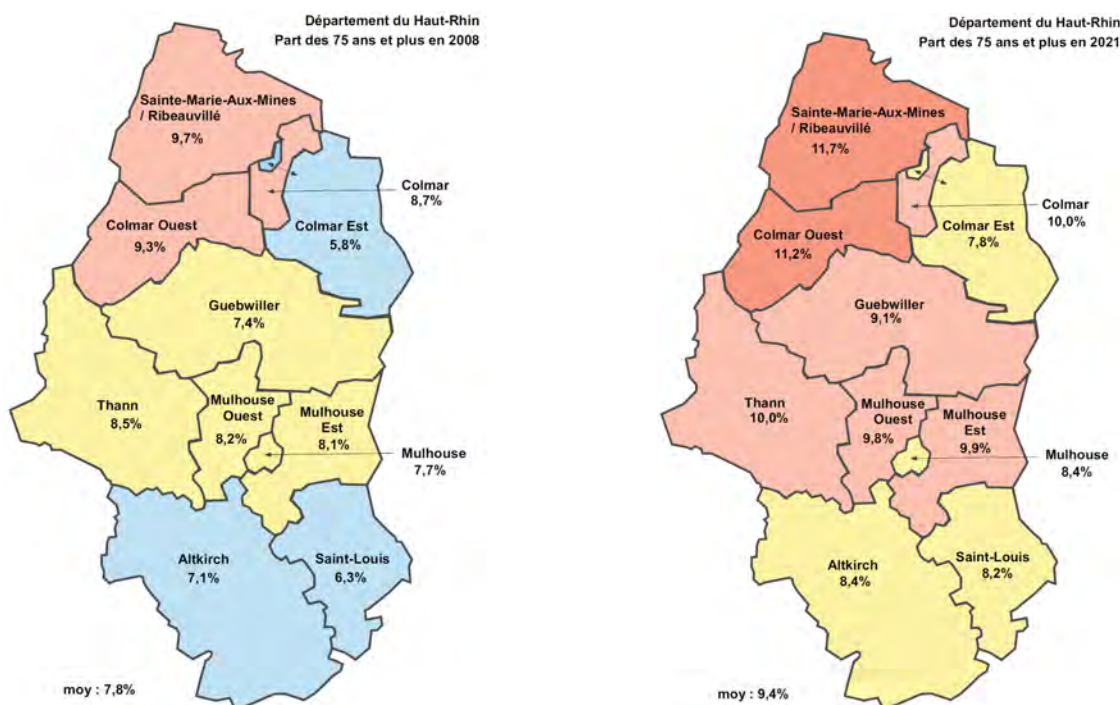 Département du Haut-Rhin
Part des 75 ans et plus en 2008
Sainte-Marie-Aux-Mines
/ Ribeauvillé
9,7%
Colmar
8,7%
Colmar Ouest
9,3%
Colmar Est
5,8%
Guebwiller
7,4%
Thann
8,5%
Mulhouse
Ouest
8,2%
Mulhouse
Est
8,1%
Mulhouse
7,7%
Altkirch
7,1%
Saint-Louis
6,3%
moy : 7,8%
Département du Haut-Rhin
Part des 75 ans et plus en 2021
Sainte-Marie-Aux-Mines
/ Ribeauvillé
11,7%
Colmar
10,0%
Colmar Ouest
11,2%
Colmar Est
7,8%
Guebwiller
9,1%
Thann
10,0%
Mulhouse
Ouest
9,8%
Mulhouse
Est
9,9%
Mulhouse
8,4%
Altkirch
8,4%
Saint-Louis
8,2%
moy : 9,4%